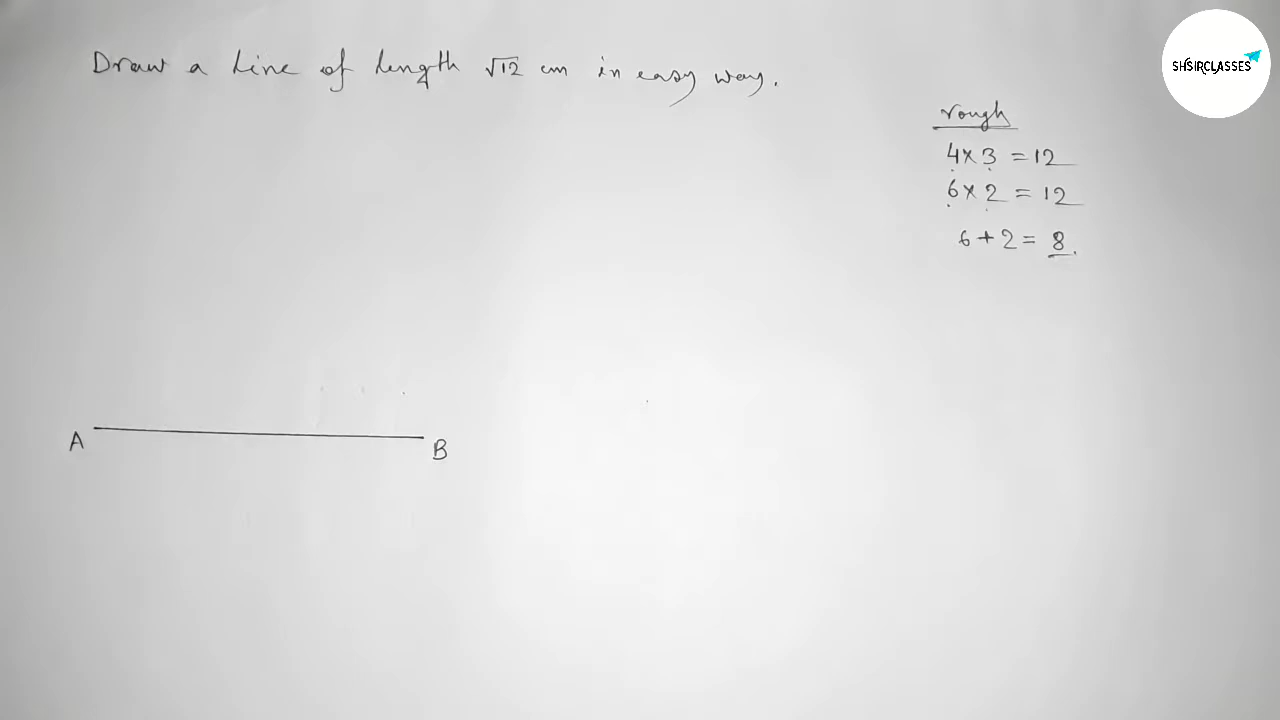 Draw a line of length √12 cm in easy way.
SHSIRCLASSES
rough
4 × 3 = 12
6 × 2 = 12
6 + 2 = 8.
A
B